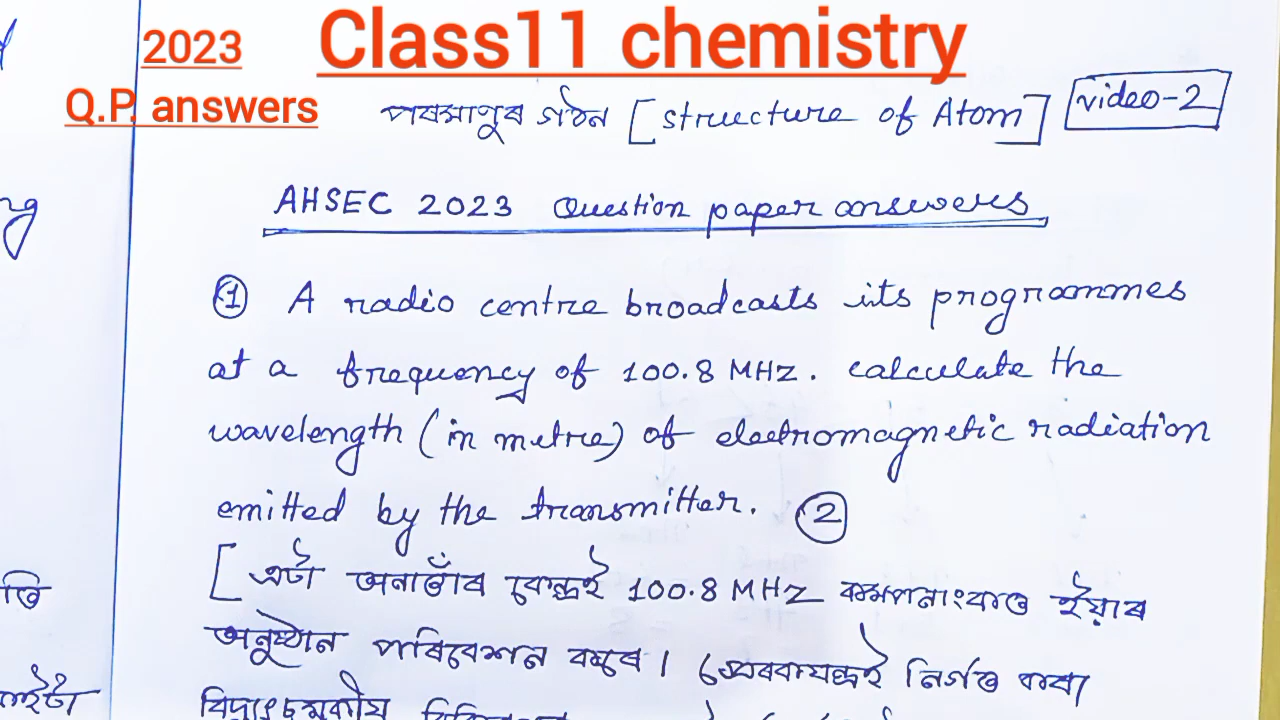 2023 Class11 chemistry
Q.P. answers
পৰমাণুৰ গঠন [structure of Atom] video-2
AHSEC 2023 Question paper answers
① A radio centre broadcasts its programmes
at a frequency of 100.8 MHz. calculate the
wavelength (in metre) of electromagnetic radiation
emitted by the transmitter. ②
[এটা অনাতাঁৰ কেন্দ্ৰই 100.8 MHz কম্পনাংকত ইয়াৰ
অনুষ্ঠান পৰিবেশন কৰে। প্ৰেৰকযন্ত্ৰই নিৰ্গত কৰা
বিদ্যুৎচুম্বকীয়